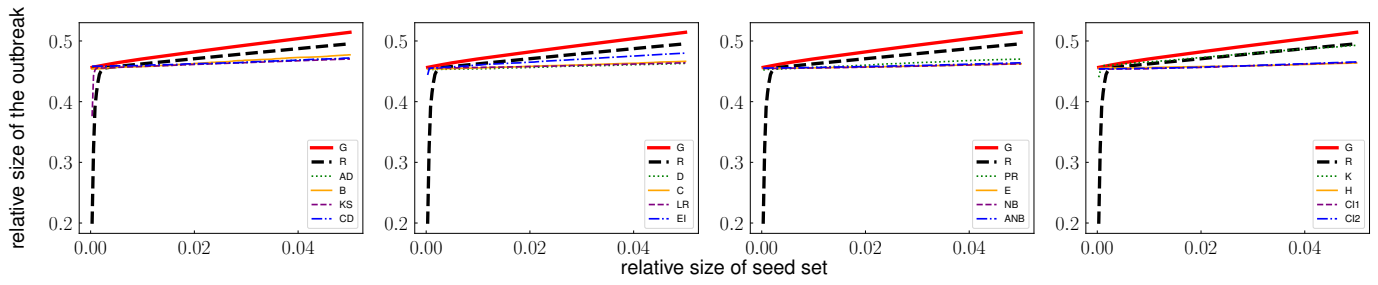 relative size of the outbreak
0.5
0.4
0.3
0.2
0.00
0.02
0.04
G
R
AD
B
KS
CD
0.5
0.4
0.3
0.2
0.00
0.02
0.04
G
R
D
C
LR
EI
0.5
0.4
0.3
0.2
0.00
0.02
0.04
G
R
PR
E
NB
ANB
0.5
0.4
0.3
0.2
0.00
0.02
0.04
G
R
K
H
CI1
CI2
relative size of seed set